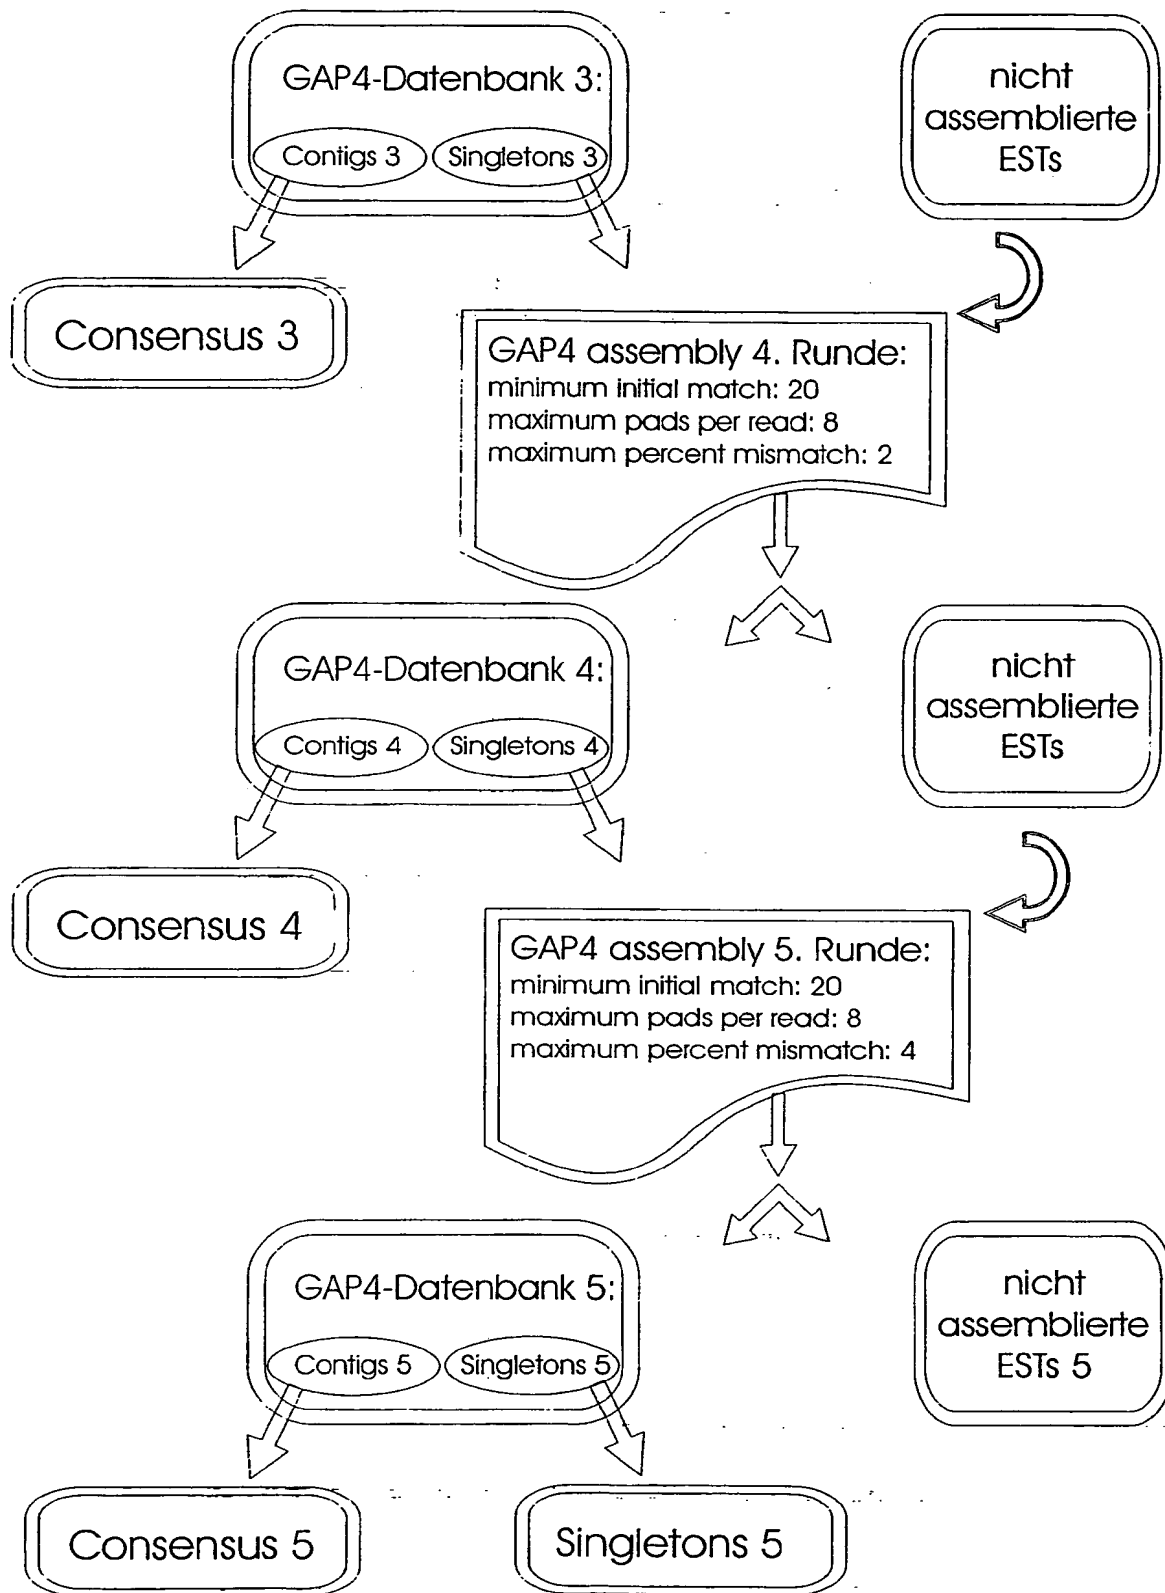 GAP4-Datenbank 3:
Contigs 3
Singletons 3
nicht
assemblierte
ESTs
Consensus 3
GAP4 assembly 4. Runde:
minimum initial match: 20
maximum pads per read: 8
maximum percent mismatch: 2
GAP4-Datenbank 4:
Contigs 4
Singletons 4
nicht
assemblierte
ESTs
Consensus 4
GAP4 assembly 5. Runde:
minimum initial match: 20
maximum pads per read: 8
maximum percent mismatch: 4
GAP4-Datenbank 5:
Contigs 5
Singletons 5
nicht
assemblierte
ESTs 5
Consensus 5
Singletons 5